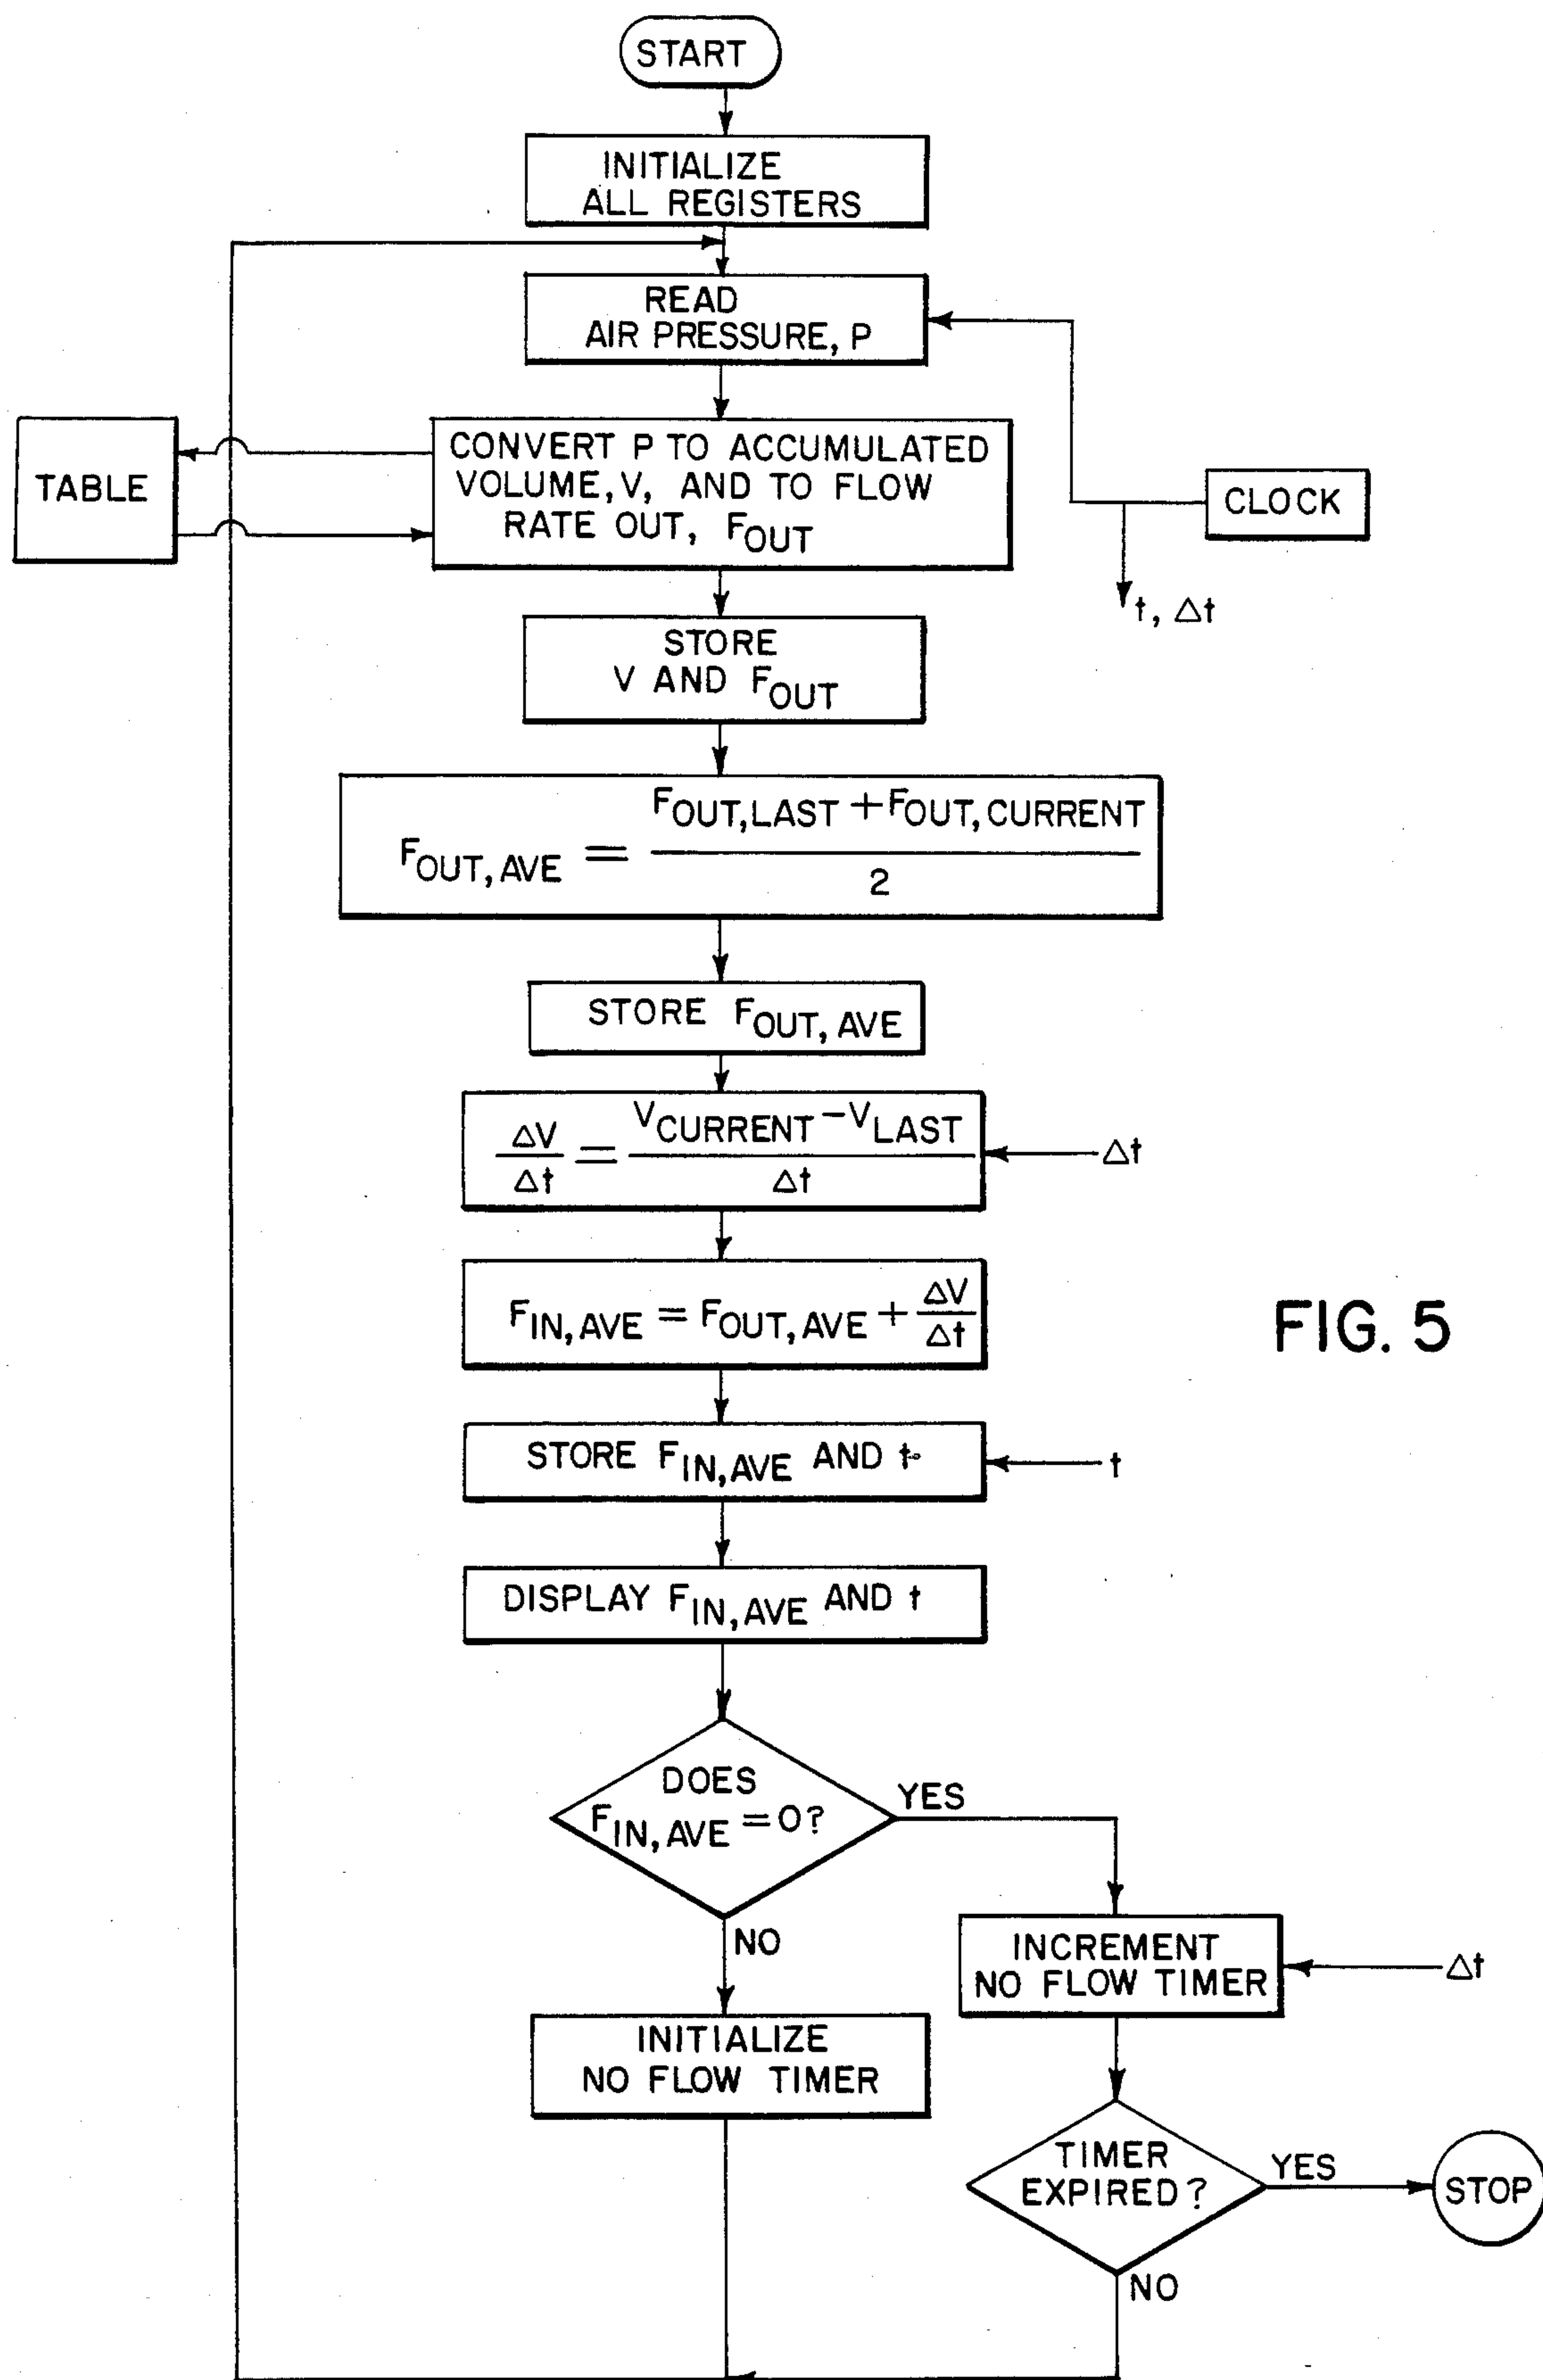 START
INITIALIZE
ALL REGISTERS
READ
AIR PRESSURE, P
TABLE
CONVERT P TO ACCUMULATED
VOLUME, V, AND TO FLOW
RATE OUT, FOUT
CLOCK
t, Δt
STORE
V AND FOUT
FOUT, AVE = FOUT, LAST + FOUT, CURRENT
2
STORE FOUT, AVE
ΔV
Δt
=
VCURRENT - VLAST
Δt
Δt
FIN, AVE = FOUT, AVE + ΔV
Δt
FIG. 5
STORE FIN, AVE AND t
t
DISPLAY FIN, AVE AND t
DOES
FIN, AVE = 0?
YES
NO
INCREMENT
NO FLOW TIMER
Δt
INITIALIZE
NO FLOW TIMER
TIMER
EXPIRED?
YES
STOP
NO